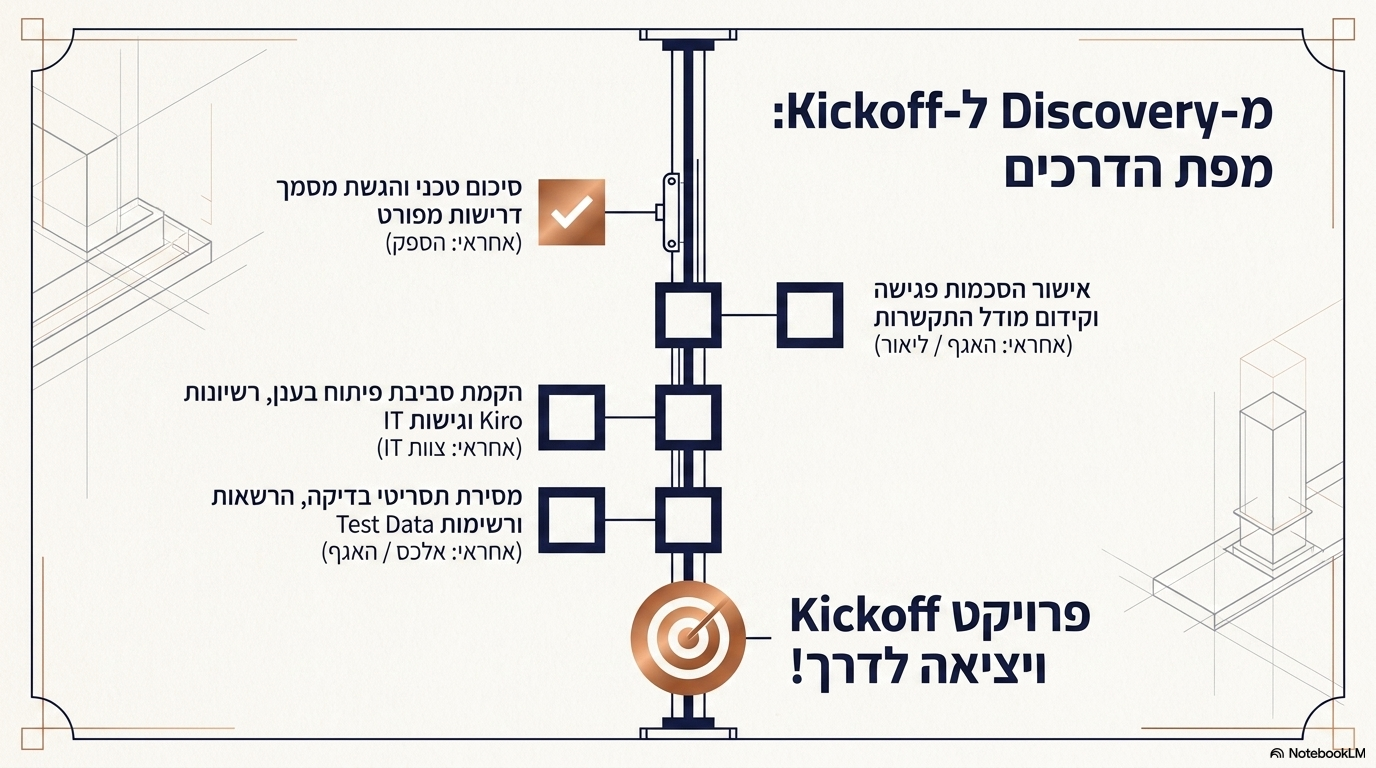 מ-Discovery ל-Kickoff:
מפת הדרכים
סיכום טכני והגשת מסמך
דרישות מפורט
(אחראי: הספק)
אישור הסכמות פגישה
וקידום מודל התקשרות
(אחראי: האגף / ליאור)
הקמת סביבת פיתוח בענן, רשיונות
Kiro וגישות IT
(אחראי: צוות IT)
מסירת תסריטי בדיקה, הרשאות
ורשימות Test Data
(אחראי: אלכס / האגף)
פרויקט Kickoff
ויציאה לדרך!
NotebookLM